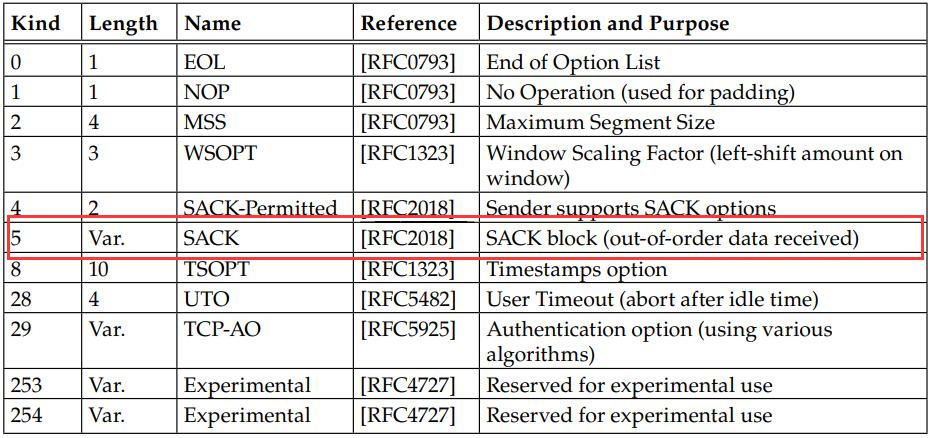 Kind Length Name Reference Description and Purpose
0 1 EOL [RFC0793] End of Option List
1 1 NOP [RFC0793] No Operation (used for padding)
2 4 MSS [RFC0793] Maximum Segment Size
3 3 WSOPT [RFC1323] Window Scaling Factor (left-shift amount on
window)
4 2 SACK-Permitted [RFC2018] Sender supports SACK options
5 Var. SACK [RFC2018] SACK block (out-of-order data received)
8 10 TSOPT [RFC1323] Timestamps option
28 4 UTO [RFC5482] User Timeout (abort after idle time)
29 Var. TCP-AO [RFC5925] Authentication option (using various
algorithms)
253 Var. Experimental [RFC4727] Reserved for experimental use
254 Var. Experimental [RFC4727] Reserved for experimental use